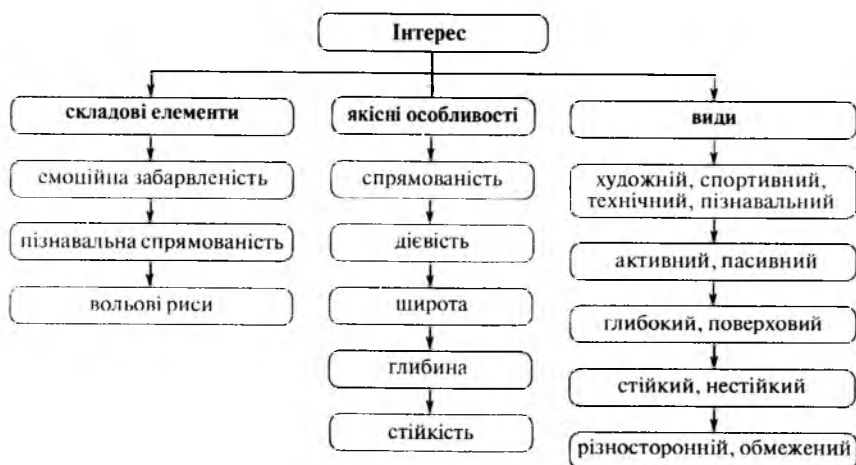 Інтерес
складові елементи
емоційна забарвленість
пізнавальна спрямованість
вольові риси
якісні особливості
спрямованість
дієвість
широта
глибина
стійкість
види
художній, спортивний,
технічний, пізнавальний
активний, пасивний
глибокий, поверховий
стійкий, нестійкий
різносторонній, обмежений